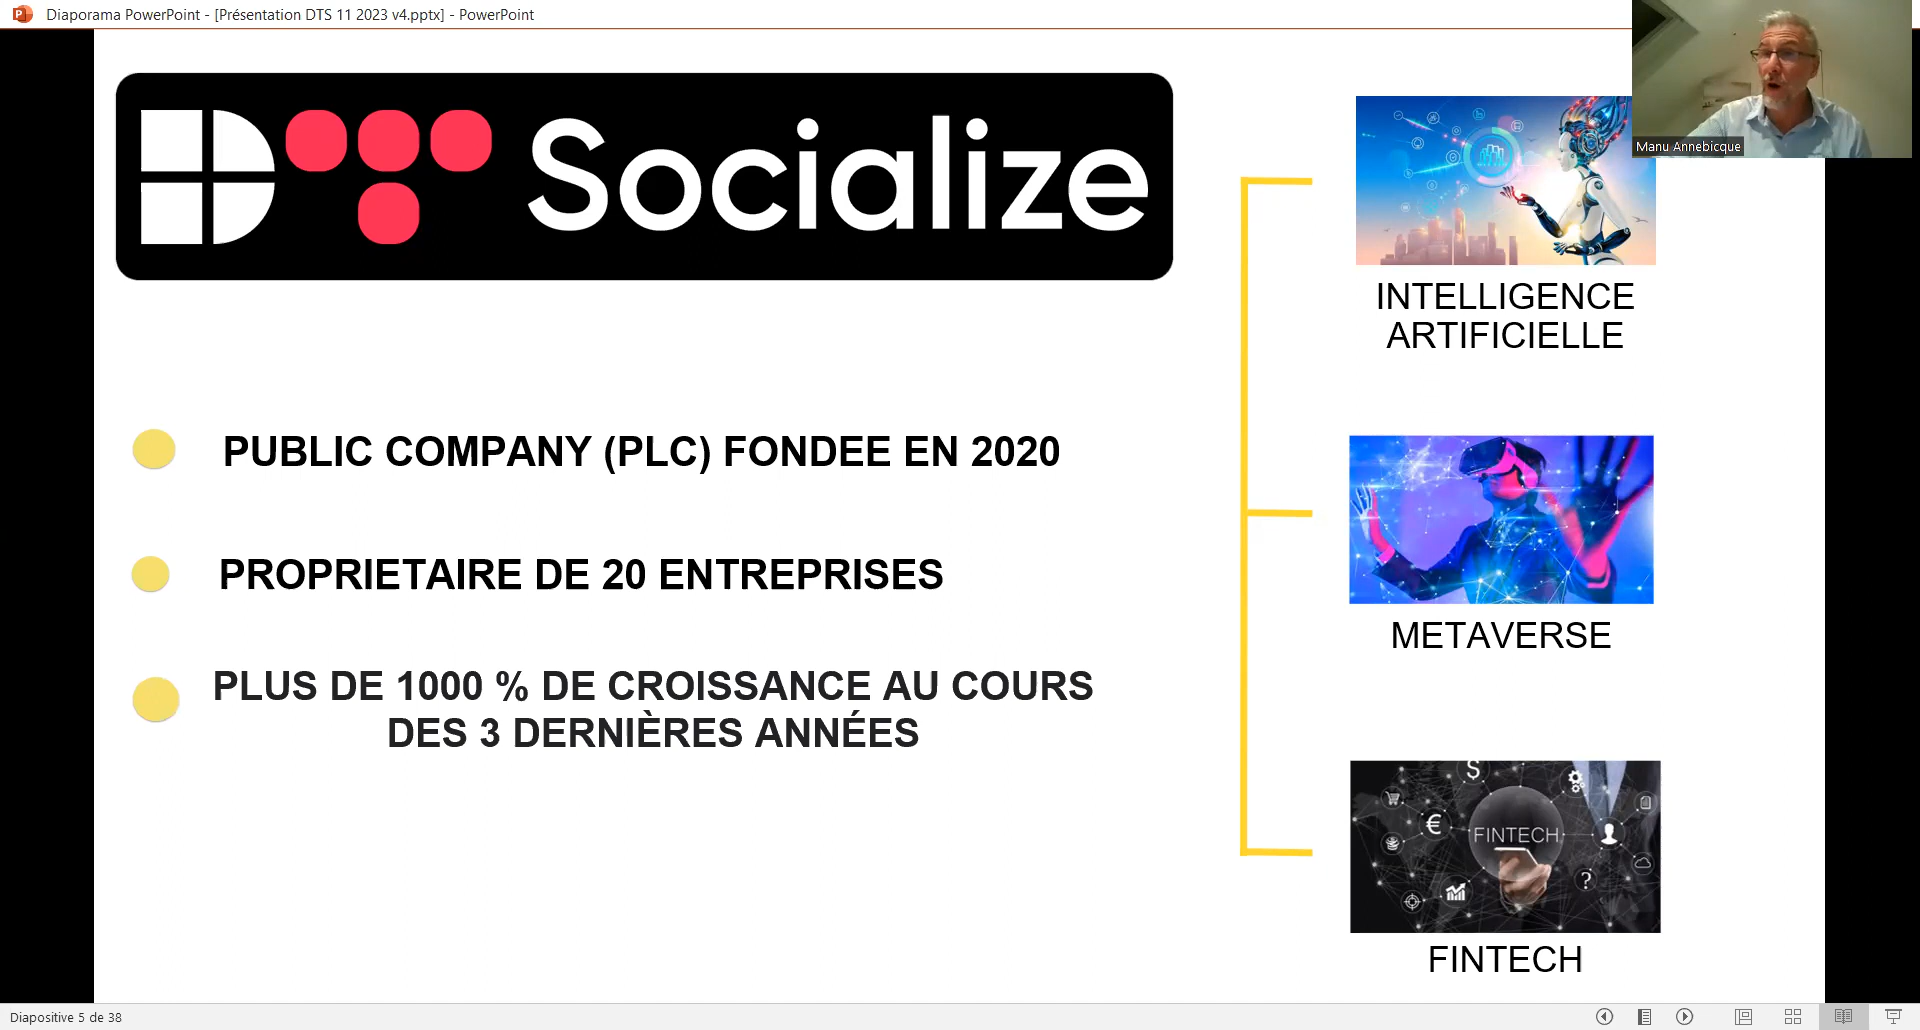 Diaporama PowerPoint - [Présentation DTS 11 2023 v4.pptx] - PowerPoint
Manu Annebicque
DT Socialize
INTELLIGENCE
ARTIFICIELLE
PUBLIC COMPANY (PLC) FONDEE EN 2020
PROPRIETAIRE DE 20 ENTREPRISES
METAVERSE
PLUS DE 1000 % DE CROISSANCE AU COURS
DES 3 DERNIÈRES ANNÉES
$
€
FINTECH
?
FINTECH
Diapositive 5 de 38